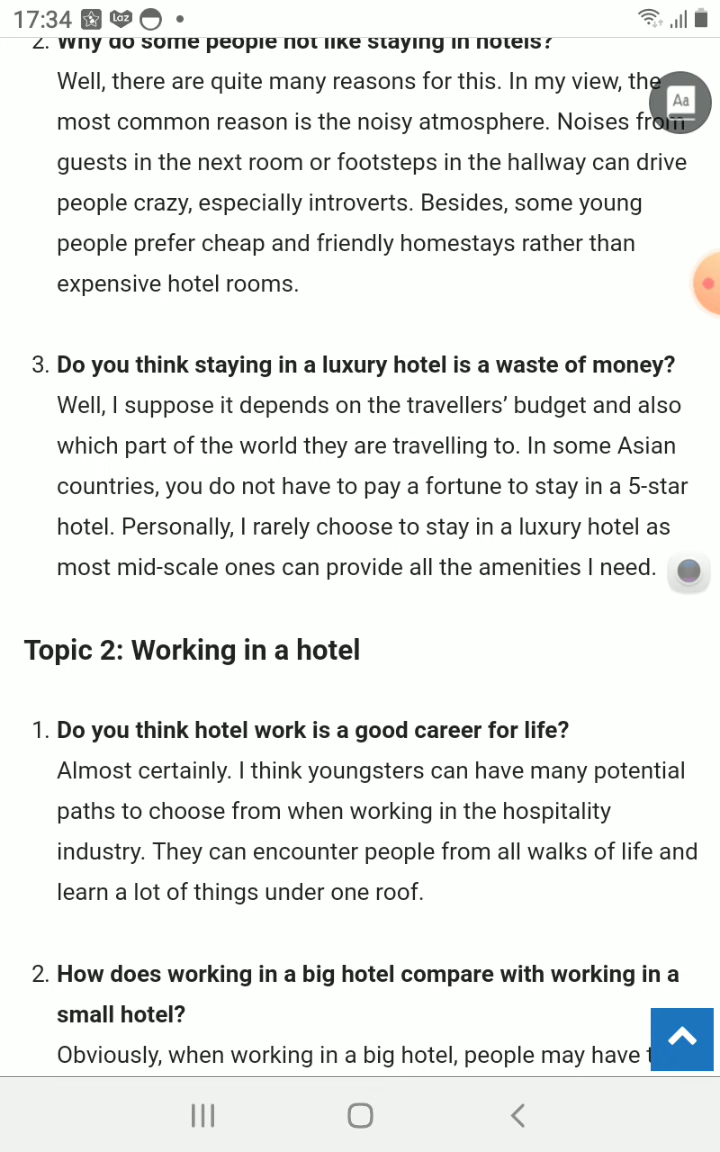 17:34
Laz
2. Why do some people not like staying in hotels?
Well, there are quite many reasons for this. In my view, the
Aa
most common reason is the noisy atmosphere. Noises from
guests in the next room or footsteps in the hallway can drive
people crazy, especially introverts. Besides, some young
people prefer cheap and friendly homestays rather than
expensive hotel rooms.
3. Do you think staying in a luxury hotel is a waste of money?
Well, I suppose it depends on the travellers’ budget and also
which part of the world they are travelling to. In some Asian
countries, you do not have to pay a fortune to stay in a 5-star
hotel. Personally, I rarely choose to stay in a luxury hotel as
most mid-scale ones can provide all the amenities I need.
Topic 2: Working in a hotel
1. Do you think hotel work is a good career for life?
Almost certainly. I think youngsters can have many potential
paths to choose from when working in the hospitality
industry. They can encounter people from all walks of life and
learn a lot of things under one roof.
2. How does working in a big hotel compare with working in a
small hotel?
Obviously, when working in a big hotel, people may have